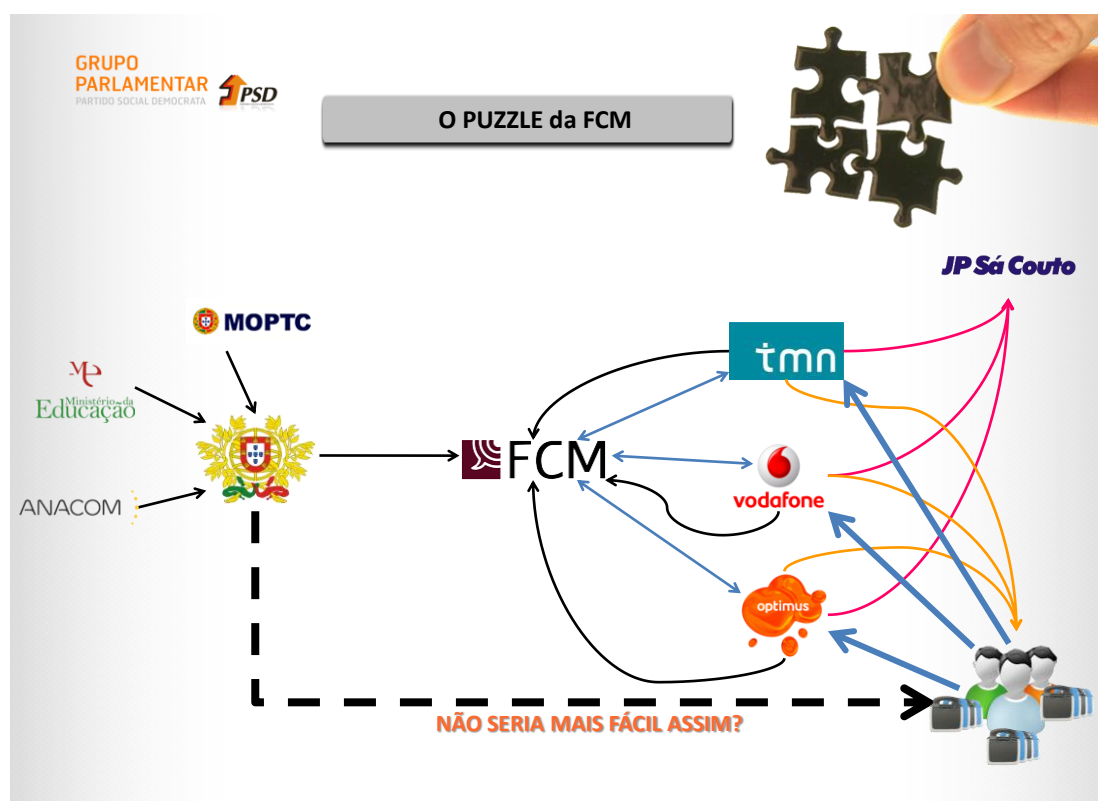 GRUPO
PARLAMENTAR
PARTIDO SOCIAL DEMOCRATA
PSD
O PUZZLE da FCM
JP Sá Couto
MOPTC
tmn
Ministério da
Educação
FCM
vodafone
ANACOM
optimus
NÃO SERIA MAIS FÁCIL ASSIM?